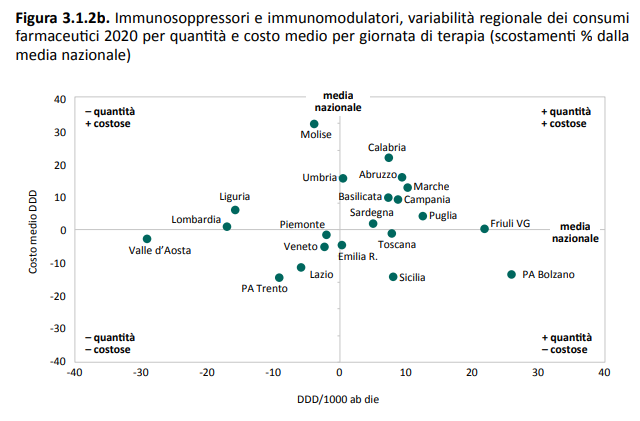 Figura 3.1.2b. Immunosoppressori e immunomodulatori, variabilità regionale dei consumi
farmaceutici 2020 per quantità e costo medio per giornata di terapia (scostamenti % dalla
media nazionale)
media
nazionale
40
– quantità
+ costose
+ quantità
+ costose
30
Molise
Calabria
20
Umbria
Abruzzo
Marche
10
Basilicata
Campania
Liguria
Sardegna
Puglia
Lombardia
Piemonte
Friuli VG
media
nazionale
0
Valle d’Aosta
Veneto
Emilia R.
Toscana
-10
Lazio
PA Trento
Sicilia
PA Bolzano
-20
-30
– quantità
– costose
+ quantità
– costose
-40
Costo medio DDD
-40
-30
-20
-10
0
10
20
30
40
DDD/1000 ab die